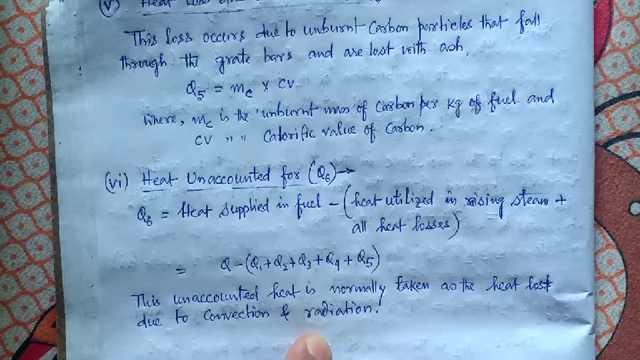 (v) Heat Loss due
This loss occurs due to unburnt Carbon particles that fall
through the grate bars and are lost with ash,
Q5 = mc x CV
Where, mc is the unburnt mass of Carbon per kg of fuel and
CV " " Calorific value of Carbon.
(vi) Heat Unaccounted for (Q6) →
Q6 = Heat Supplied in fuel - (heat utilized in raising steam +
all heat losses)
= Q-(Q1+Q2+Q3+Q4+Q5)
This unaccounted heat is normally taken as the heat lost
due to Convection & radiation.